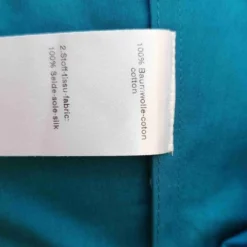 100% Baumwolle-coton
cotton
2.Stoff-tissu-fabric
100% Seide-soie-silk